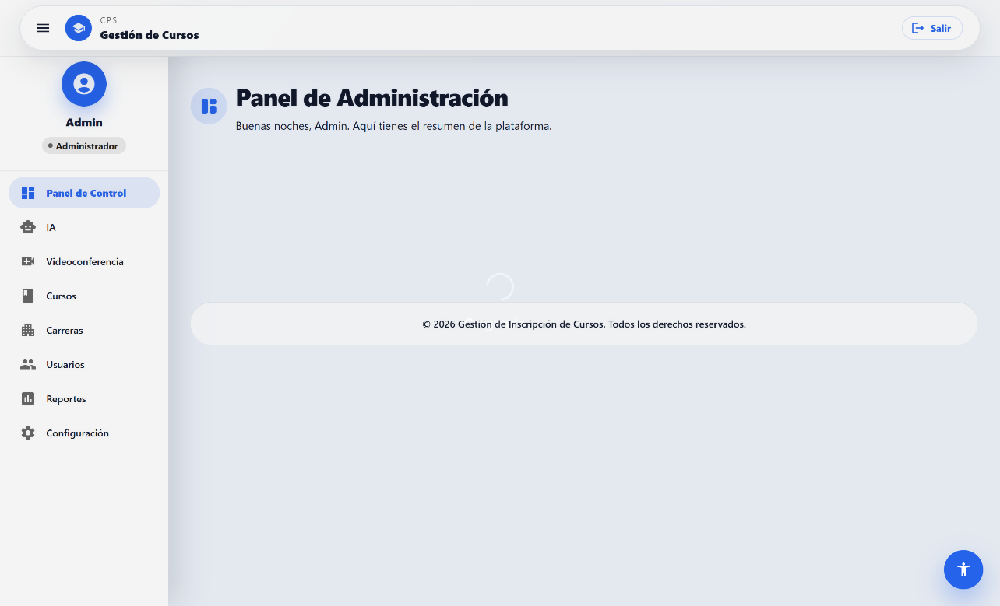 CPS
Gestión de Cursos
Salir
Admin
Administrador
Panel de Control
IA
Videoconferencia
Cursos
Carreras
Usuarios
Reportes
Configuración
Panel de Administración
Buenas noches, Admin. Aquí tienes el resumen de la plataforma.
© 2026 Gestión de Inscripción de Cursos. Todos los derechos reservados.